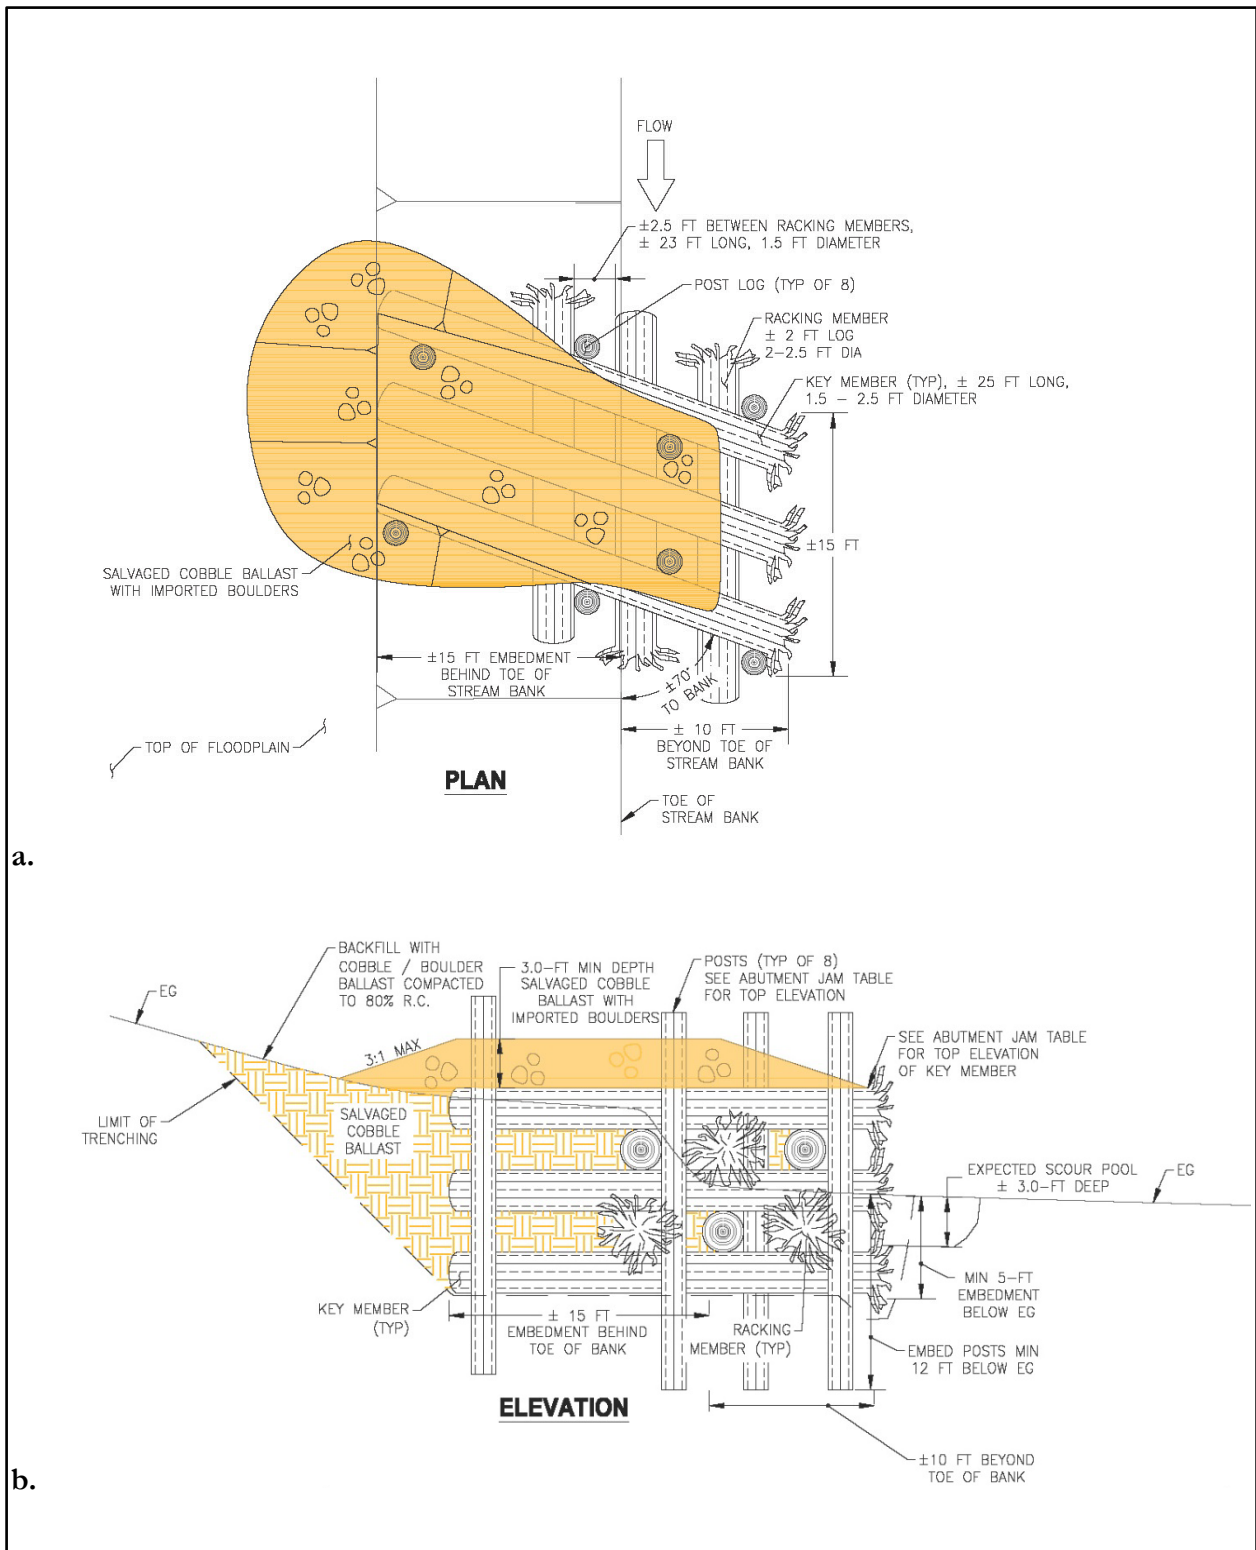 FLOW
±2.5 FT BETWEEN RACKING MEMBERS,
± 23 FT LONG, 1.5 FT DIAMETER
POST LOG (TYP OF 8)
RACKING MEMBER
± 2 FT LOG
2-2.5 FT DIA
KEY MEMBER (TYP), ± 25 FT LONG,
1.5 - 2.5 FT DIAMETER
±15 FT
SALVAGED COBBLE BALLAST
WITH IMPORTED BOULDERS
±15 FT EMBEDMENT
BEHIND TOE OF
STREAM BANK
±70°
TO BANK
± 10 FT
BEYOND TOE OF
STREAM BANK
TOP OF FLOODPLAIN
PLAN
TOE OF
STREAM BANK
a.
BACKFILL WITH
COBBLE / BOULDER
BALLAST COMPACTED
TO 80% R.C.
EG
3.0-FT MIN DEPTH
SALVAGED COBBLE
BALLAST WITH
IMPORTED BOULDERS
POSTS (TYP OF 8)
SEE ABUTMENT JAM TABLE
FOR TOP ELEVATION
SEE ABUTMENT JAM TABLE
FOR TOP ELEVATION
OF KEY MEMBER
3:1 MAX
LIMIT OF
TRENCHING
SALVAGED
COBBLE
BALLAST
EXPECTED SCOUR POOL
± 3.0-FT DEEP
EG
MIN 5-FT
EMBEDMENT
BELOW EG
KEY MEMBER
(TYP)
± 15 FT
EMBEDMENT BEHIND
TOE OF BANK
RACKING
MEMBER (TYP)
EMBED POSTS MIN
12 FT BELOW EG
ELEVATION
±10 FT BEYOND
TOE OF BANK
b.